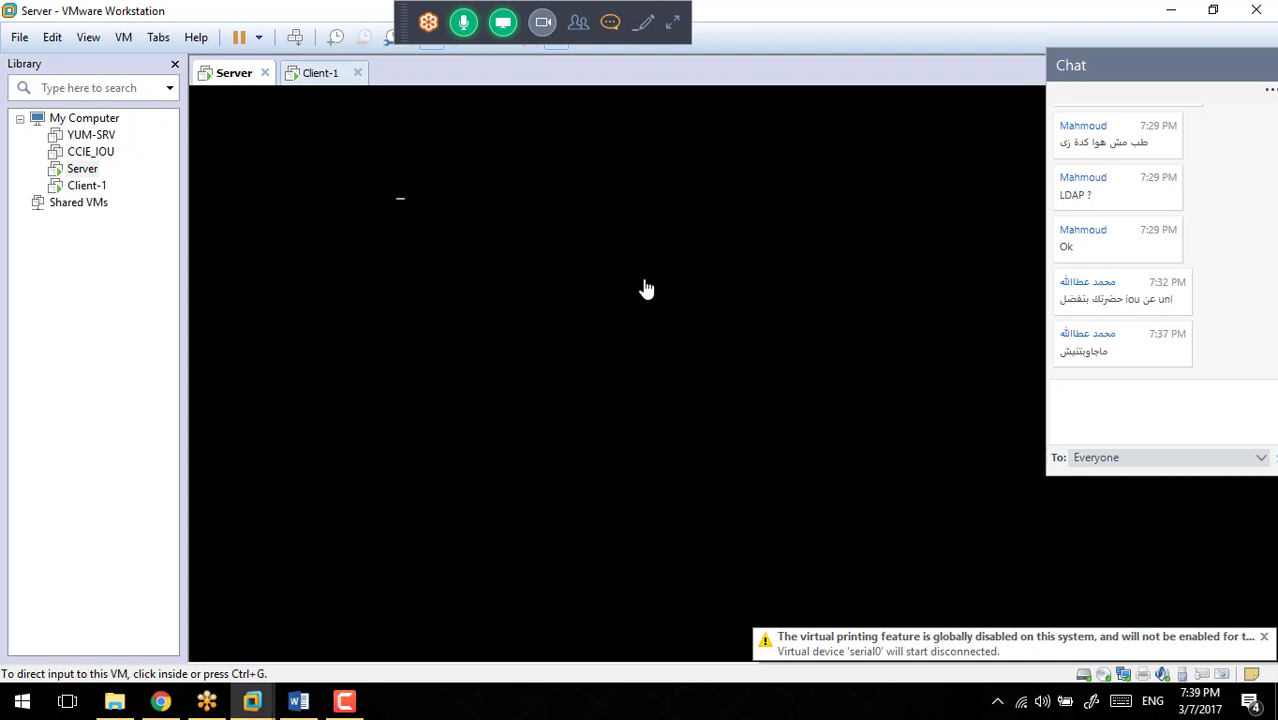 Server - VMware Workstation
File Edit View VM Tabs Help
Library
Type here to search
My Computer
YUM-SRV
CCIE_IOU
Server
Client-1
Shared VMs
Server
Client-1
Chat
Mahmoud 7:29 PM
طب مش هوا كدة زى
Mahmoud 7:29 PM
LDAP ?
Mahmoud 7:29 PM
Ok
محمد عطاالله 7:32 PM
حضرتك بتفضل iou عن unl
محمد عطاالله 7:37 PM
ماجاوبتنيش
To: Everyone
The virtual printing feature is globally disabled on this system, and will not be enabled for t...
Virtual device 'serial0' will start disconnected.
To direct input to this VM, click inside or press Ctrl+G.
ENG
7:39 PM
3/7/2017
4